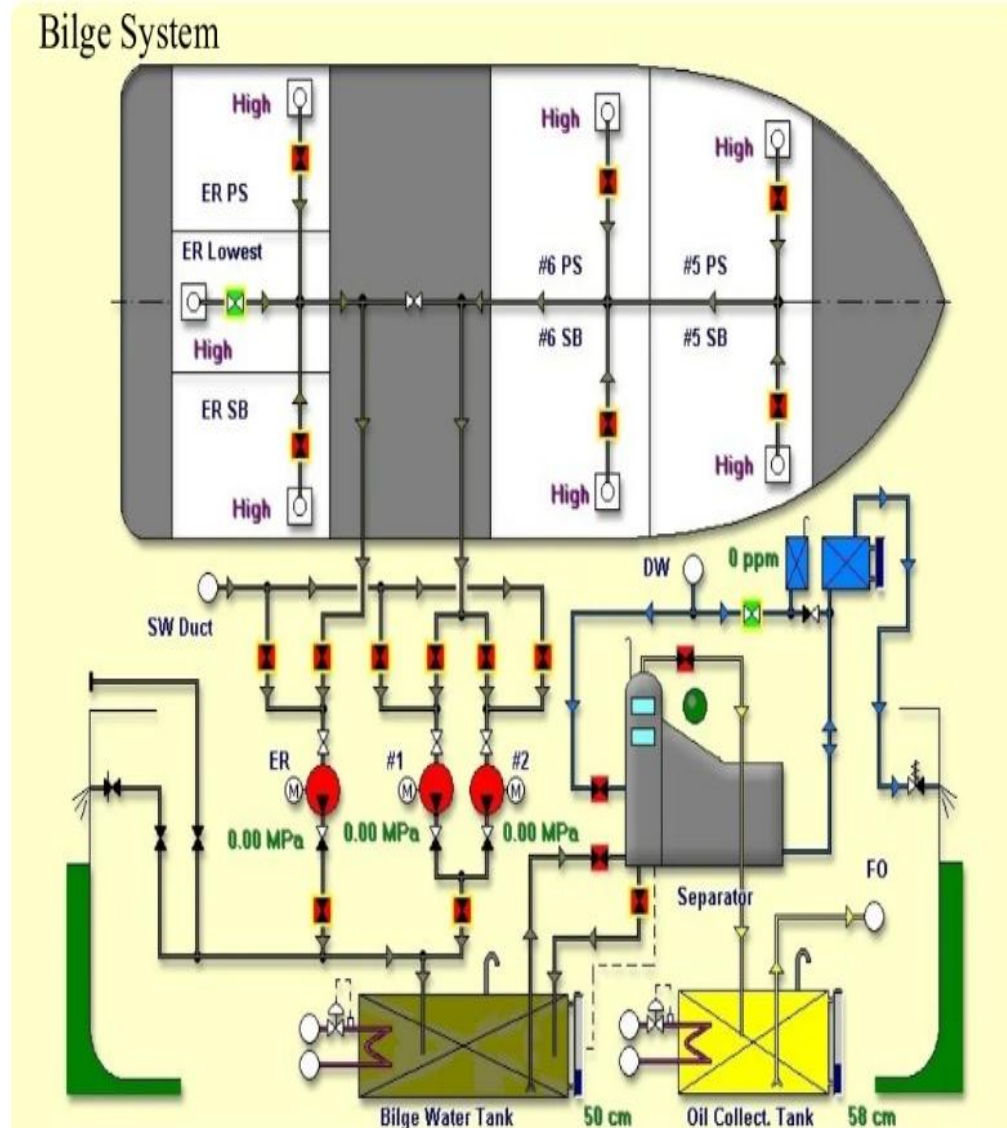 Bilge System
High
High
High
ER PS
ER Lowest
#6 PS
#5 PS
High
#6 SB
#5 SB
ER SB
High
High
High
0 ppm
DW
SW Duct
ER
#1
#2
M
M
M
0.00 MPa
0.00 MPa
0.00 MPa
FO
Separator
Bilge Water Tank
50 cm
Oil Collect. Tank
58 cm